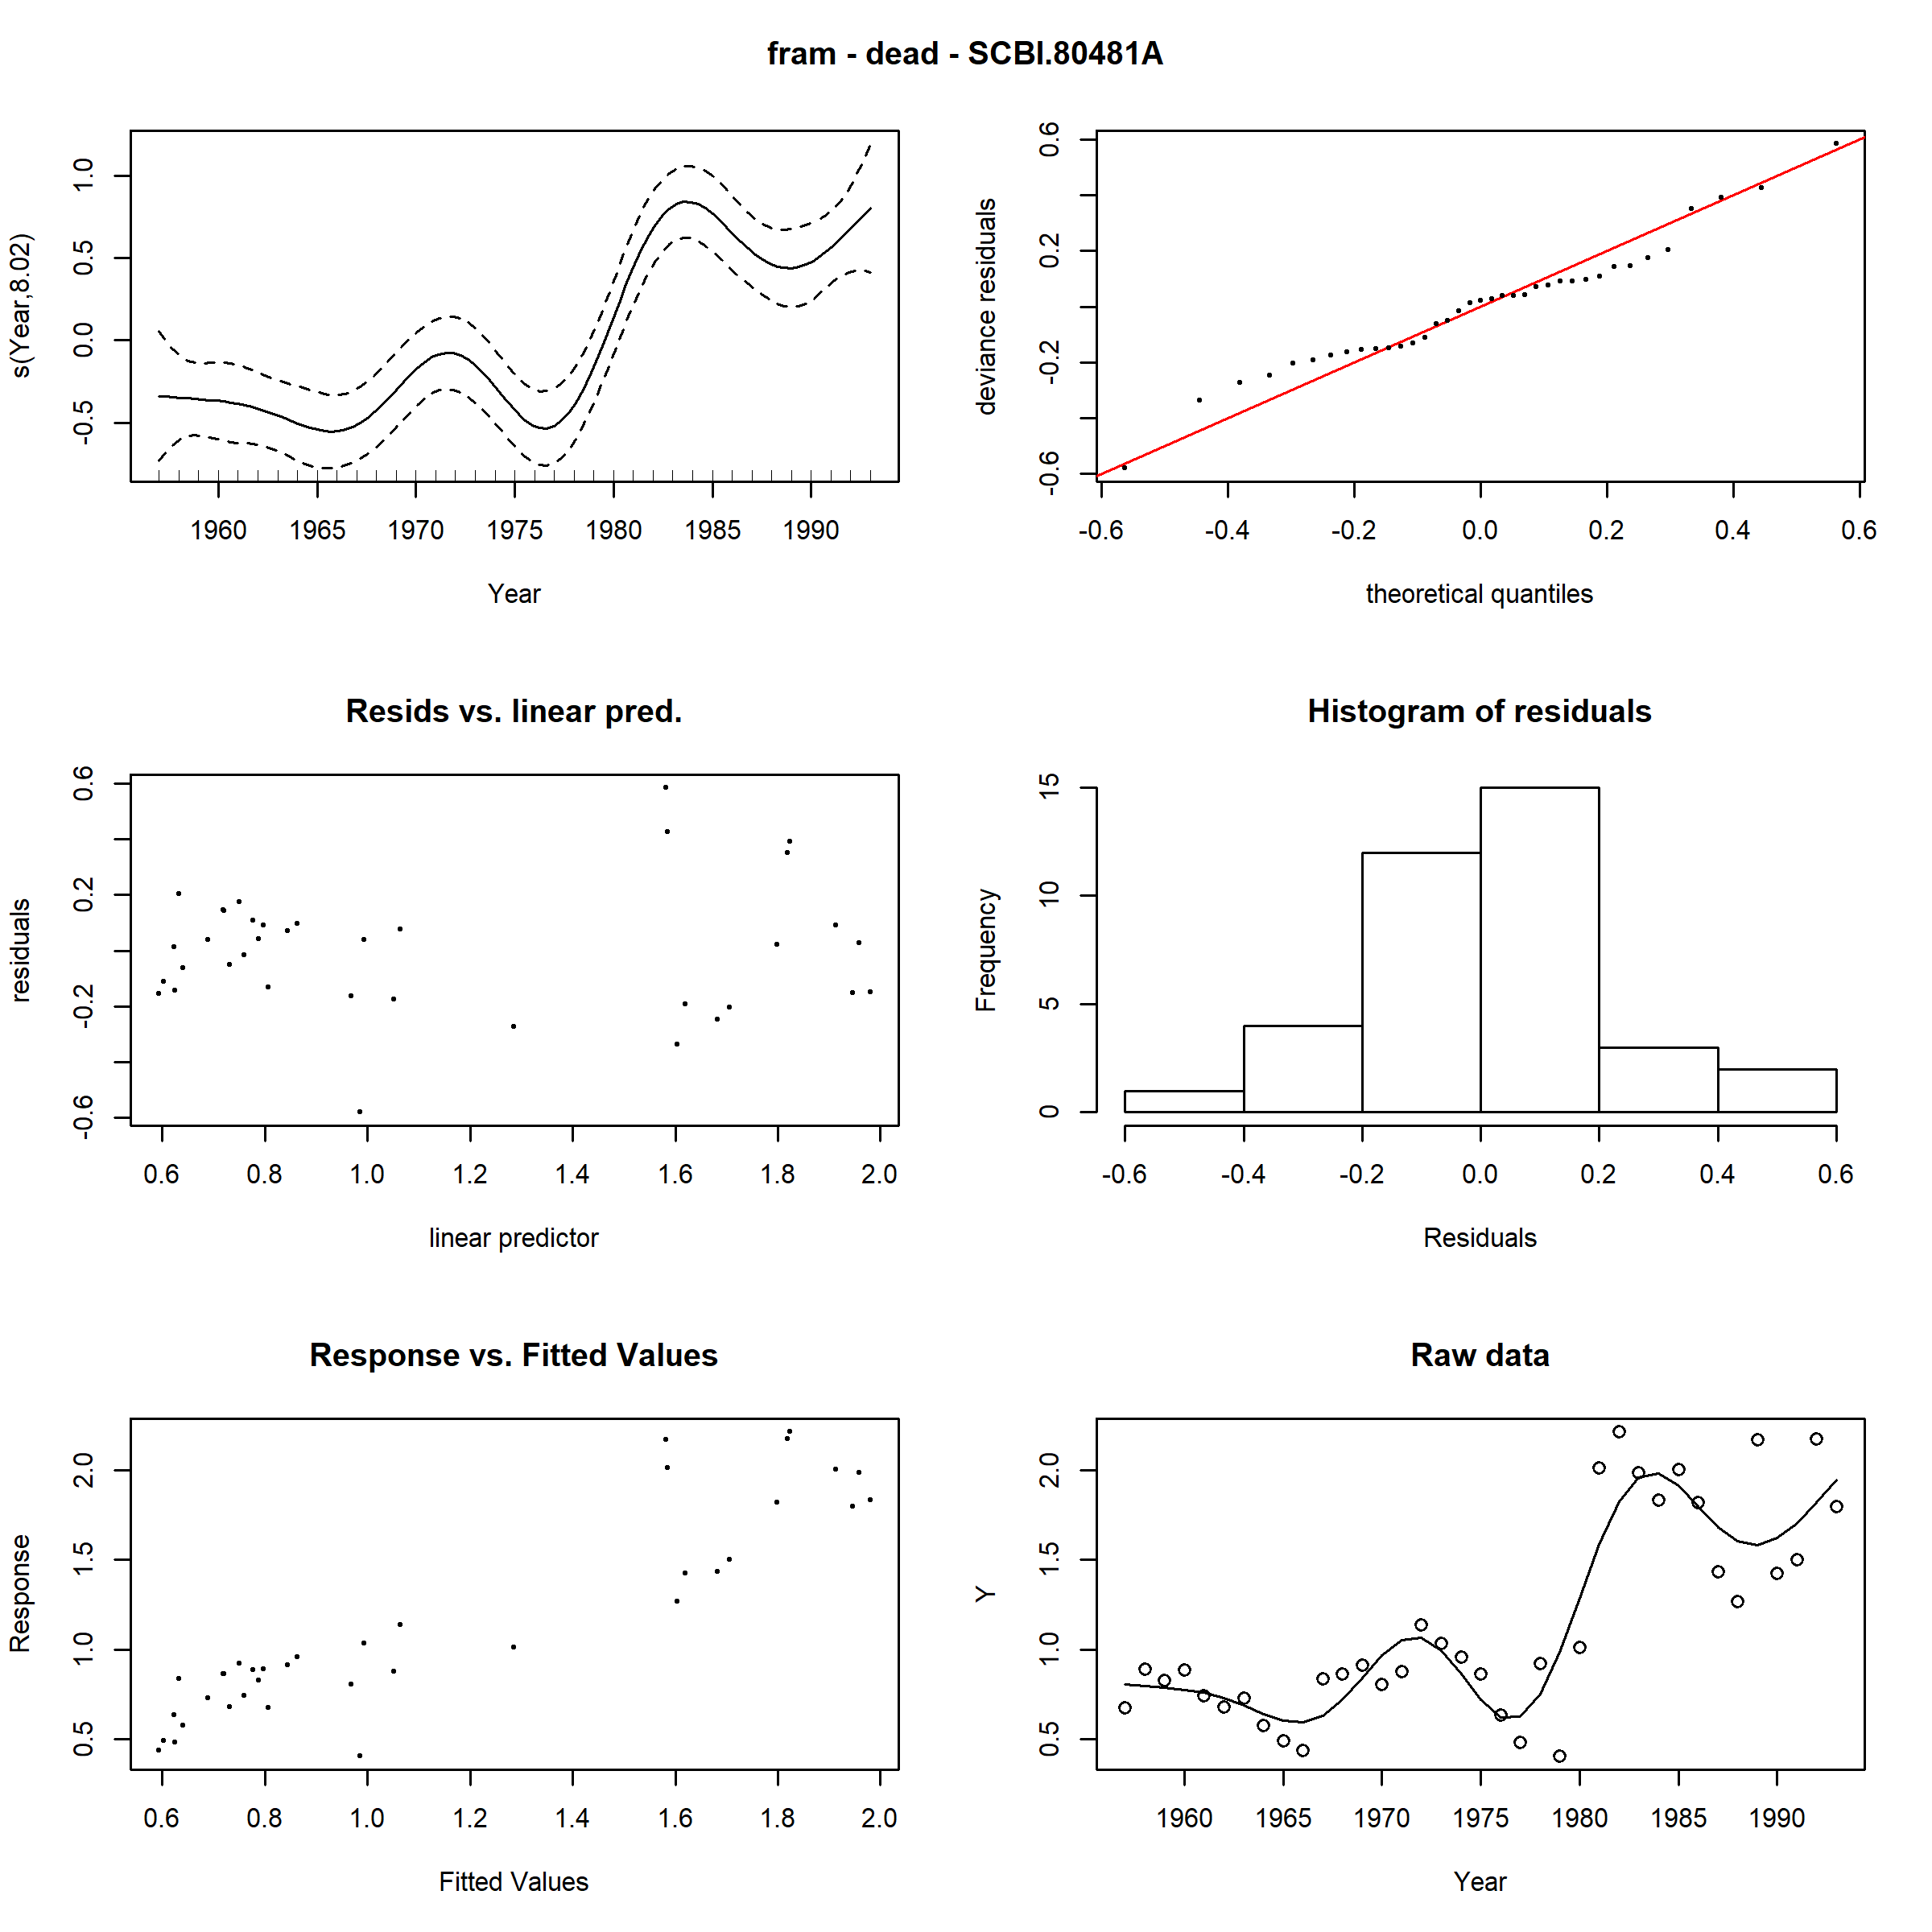 fram - dead - SCBI.80481A
s(Year,8.02)
1.0
0.5
0.0
-0.5
1960 1965 1970 1975 1980 1985 1990
Year
deviance residuals
0.6
0.2
-0.2
-0.6
-0.6 -0.4 -0.2 0.0 0.2 0.4 0.6
theoretical quantiles
Resids vs. linear pred.
residuals
0.6
0.2
-0.2
-0.6
0.6 0.8 1.0 1.2 1.4 1.6 1.8 2.0
linear predictor
Histogram of residuals
Frequency
15
10
5
0
-0.6 -0.4 -0.2 0.0 0.2 0.4 0.6
Residuals
Response vs. Fitted Values
Response
2.0
1.5
1.0
0.5
0.6 0.8 1.0 1.2 1.4 1.6 1.8 2.0
Fitted Values
Raw data
Y
2.0
1.5
1.0
0.5
1960 1965 1970 1975 1980 1985 1990
Year